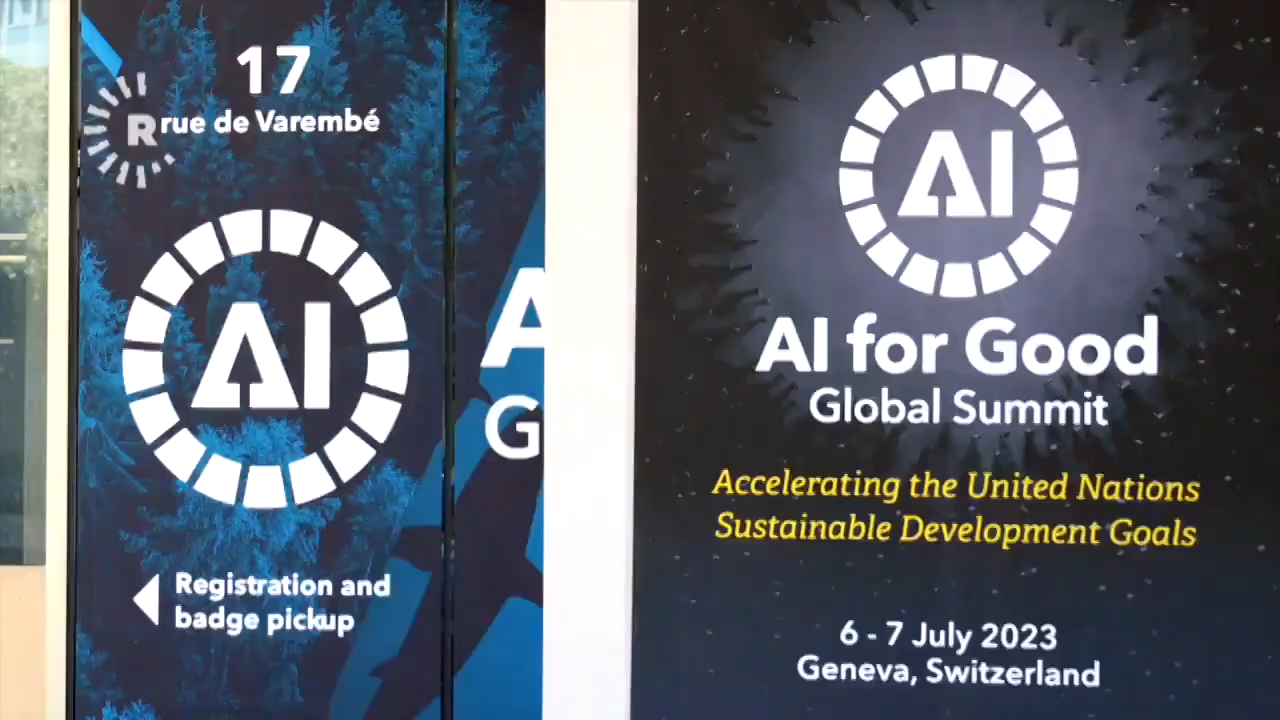 17
R
rue de Varembé
AI
A
G
Registration and
badge pickup
AI
AI for Good
Global Summit
Accelerating the United Nations
Sustainable Development Goals
6 - 7 July 2023
Geneva, Switzerland